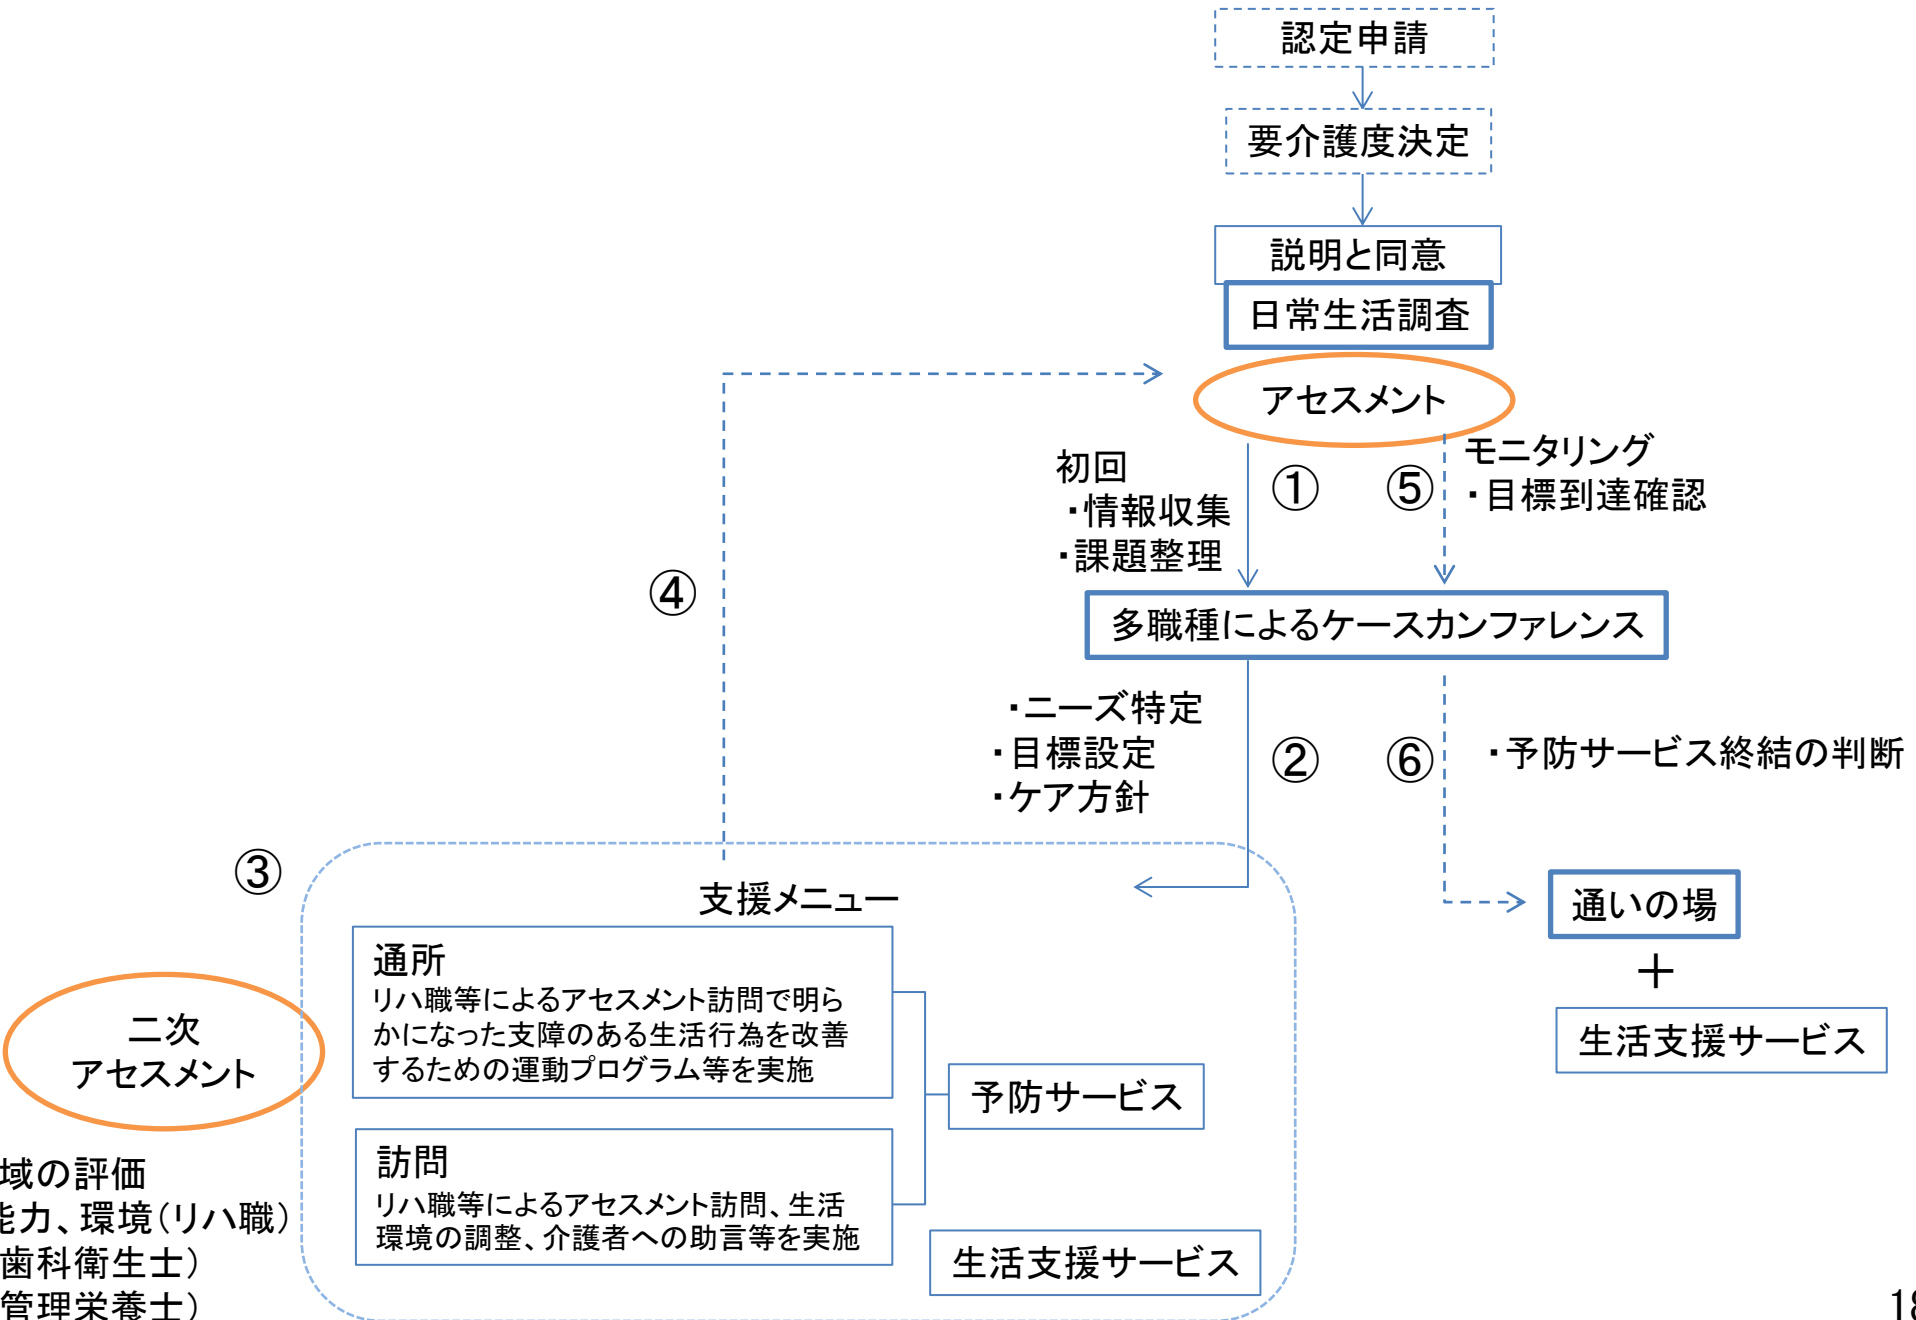 認定申請
要介護度決定
説明と同意
日常生活調査
アセスメント
初回
・情報収集
・課題整理
①
⑤
モニタリング
・目標到達確認
④
多職種によるケースカンファレンス
・ニーズ特定
・目標設定
・ケア方針
②
⑥
・予防サービス終結の判断
③
支援メニュー
通いの場
＋
生活支援サービス
通所
リハ職等によるアセスメント訪問で明ら
かになった支障のある生活行為を改善
するための運動プログラム等を実施
二次
アセスメント
予防サービス
訪問
リハ職等によるアセスメント訪問、生活
環境の調整、介護者への助言等を実施
生活支援サービス
域の評価
能力、環境（リハ職）
歯科衛生士）
管理栄養士）
18